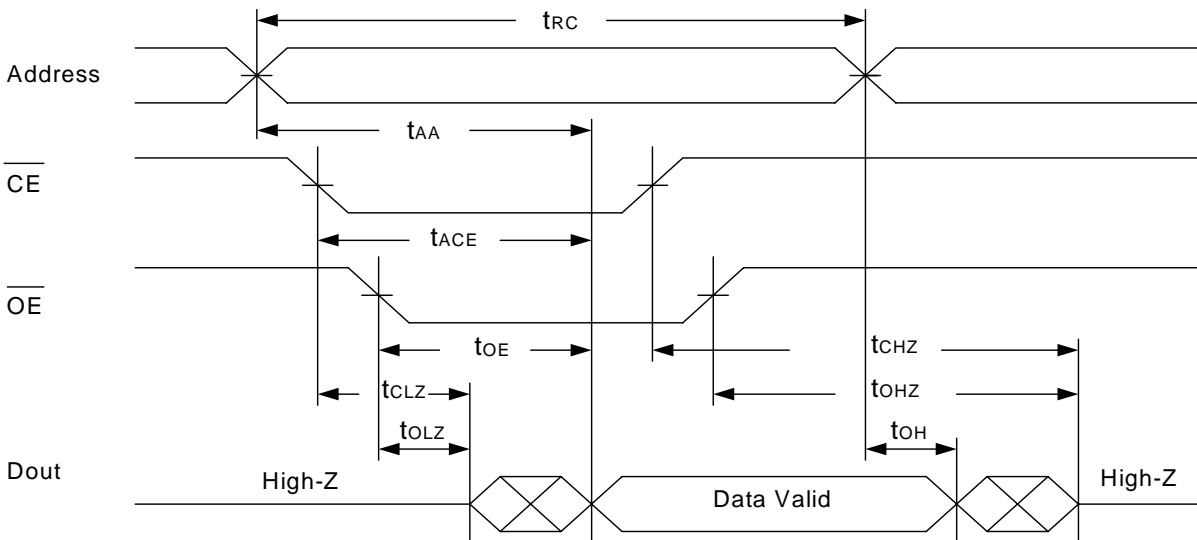 tRC
Address
tAA
CE
tACE
OE
tOE
tCHZ
tCLZ
tOHZ
tOLZ
tOH
Dout
High-Z
Data Valid
High-Z